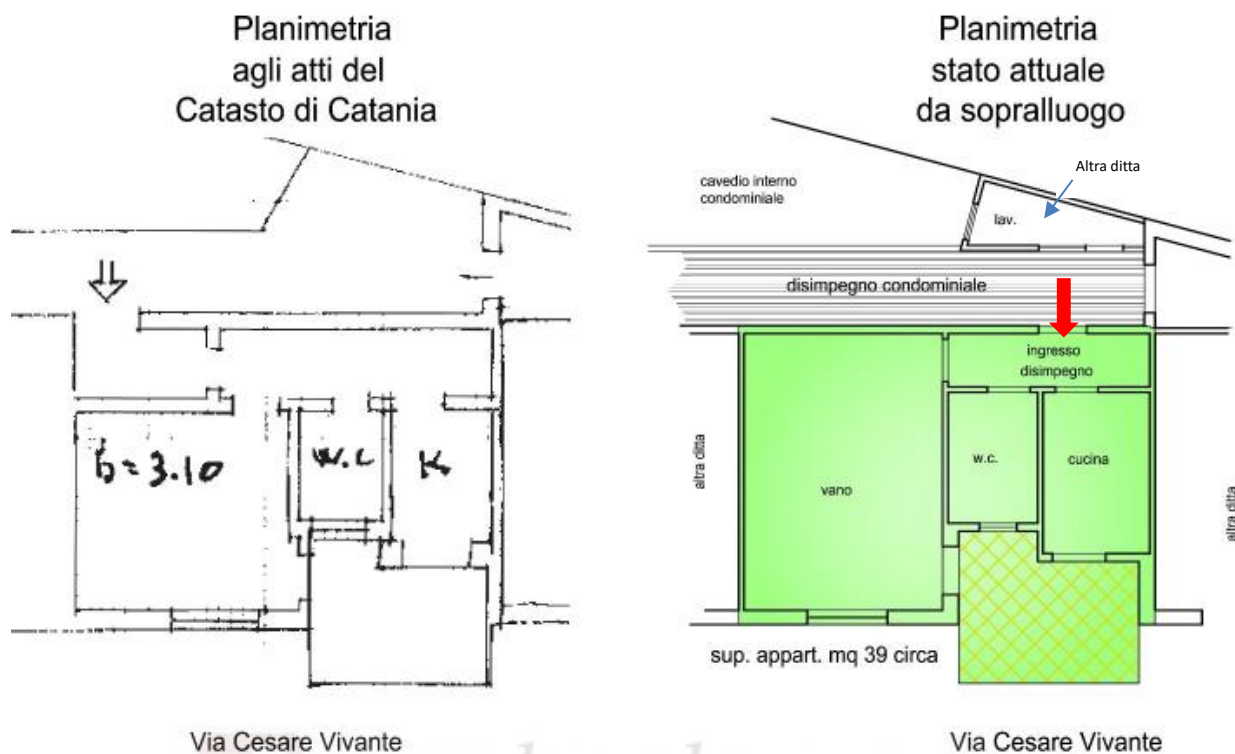 Planimetria
agli atti del
Catasto di Catania
h = 3.10
w.c
K
Via Cesare Vivante
Planimetria
stato attuale
da sopralluogo
Altra ditta
cavedio interno
condominiale
lav.
disimpegno condominiale
ingresso
disimpegno
altra ditta
vano
w.c.
cucina
altra ditta
sup. appart. mq 39 circa
Via Cesare Vivante